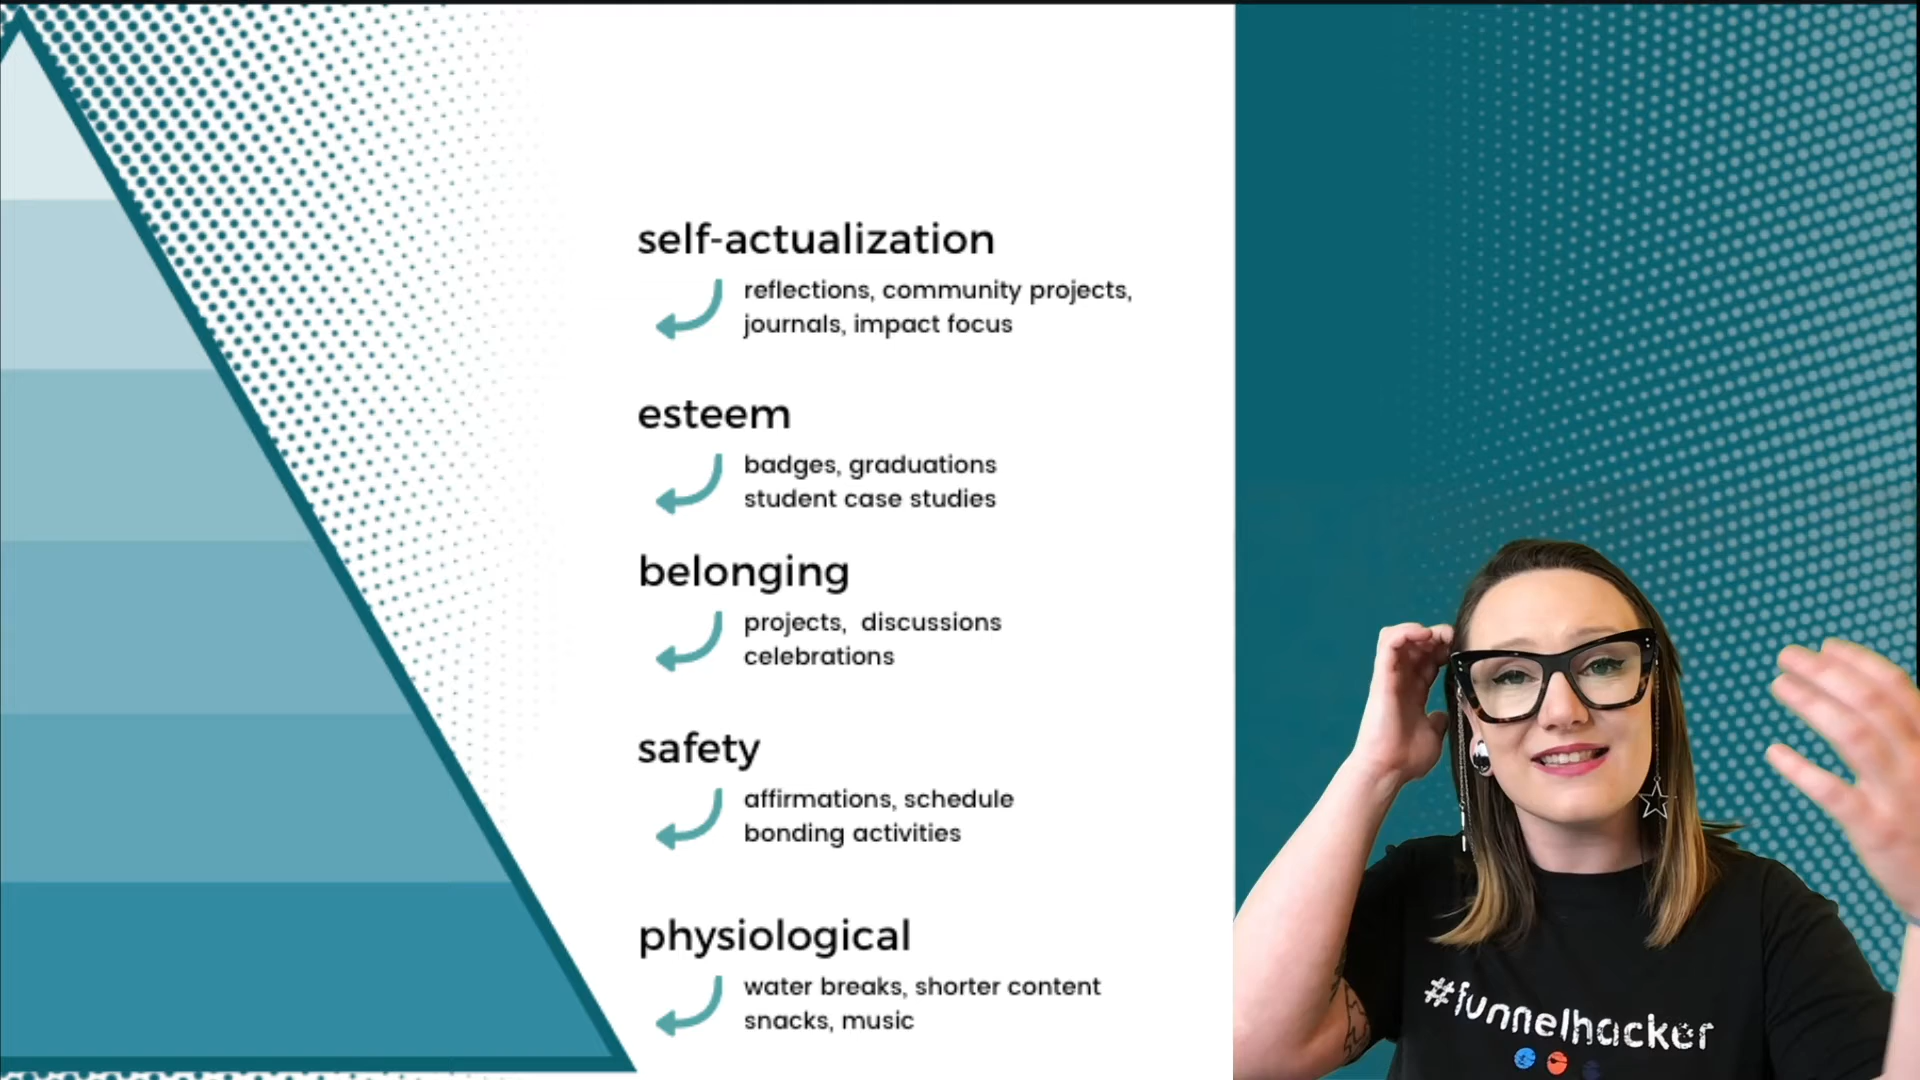 self-actualization
reflections, community projects,
journals, impact focus
esteem
badges, graduations
student case studies
belonging
projects, discussions
celebrations
safety
affirmations, schedule
bonding activities
physiological
water breaks, shorter content
snacks, music
#funnelhacker